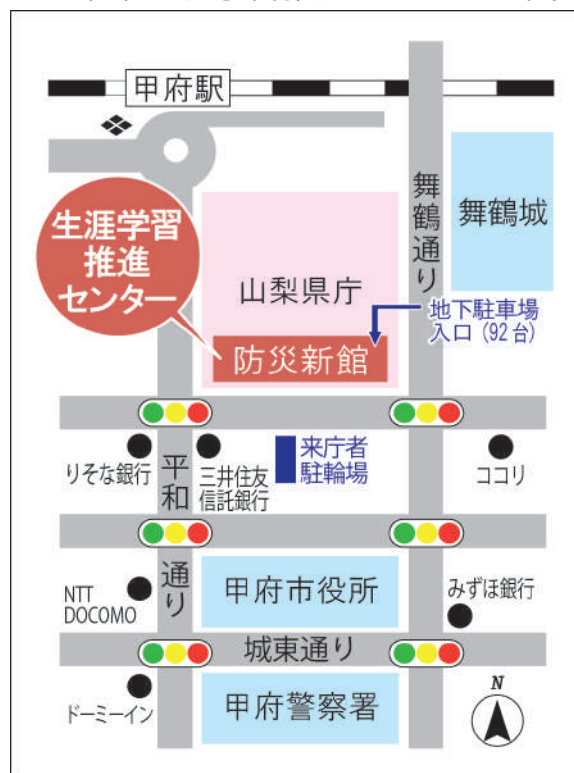 甲府駅
生涯学習
推進
センター
山梨県庁
防災新館
舞鶴通り
舞鶴城
地下駐車場
入口(92台)
りそな銀行
平和
通り
三井住友
信託銀行
来庁者
駐輪場
ココリ
NTT
DOCOMO
甲府市役所
みずほ銀行
城東通り
ドーミーイン
甲府警察署
N